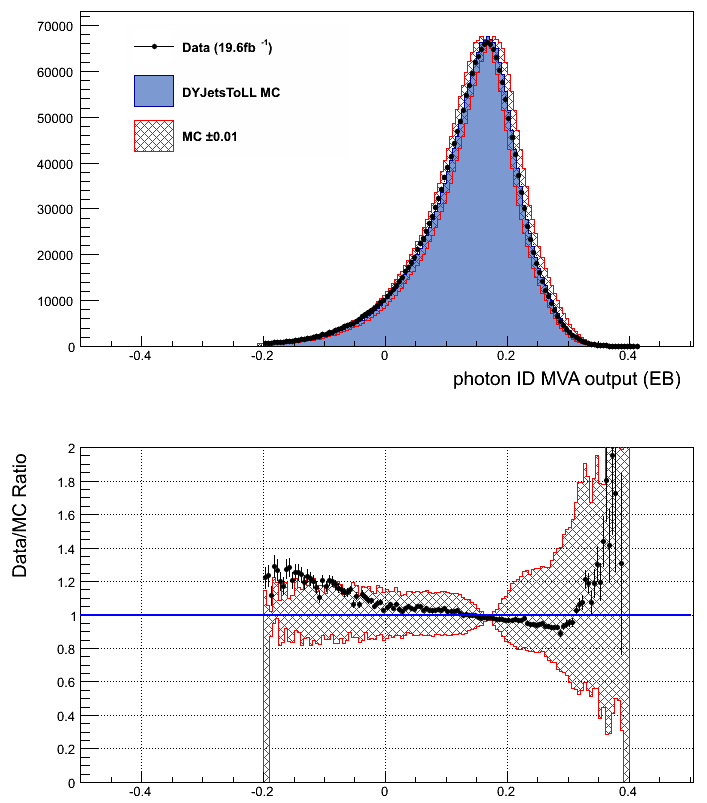 70000
60000
50000
40000
30000
20000
10000
0
Data (19.6fb -1)
DYJetsToLL MC
MC ±0.01
-0.4 -0.2 0 0.2 0.4
photon ID MVA output (EB)
Data/MC Ratio
2
1.8
1.6
1.4
1.2
1
0.8
0.6
0.4
0.2
0
-0.4 -0.2 0 0.2 0.4